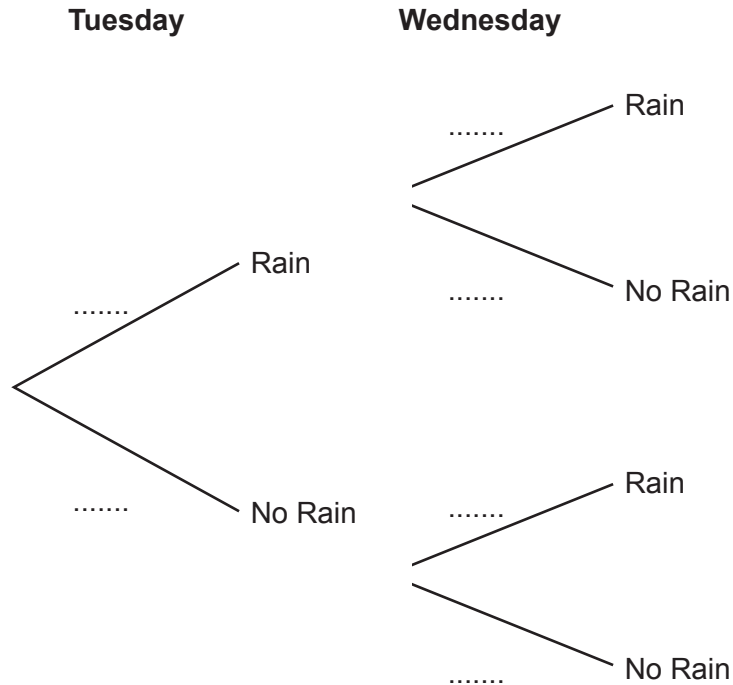 Tuesday Wednesday
....... Rain
Rain
.......
....... No Rain
....... Rain
....... No Rain
.......
....... No Rain